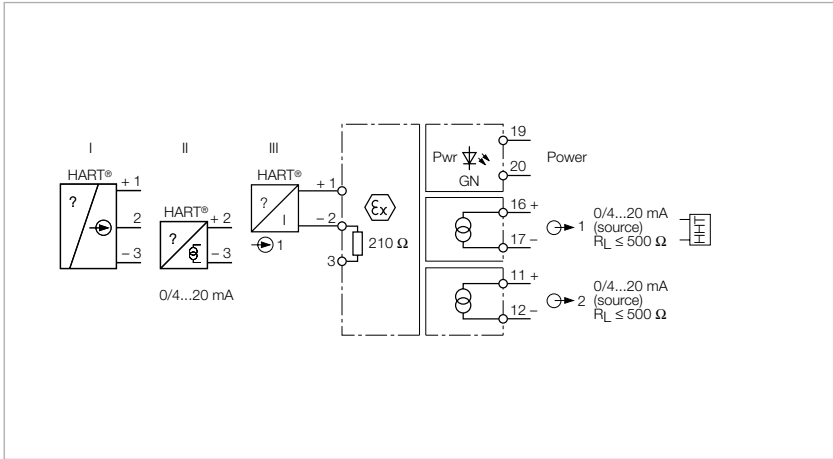 I
HART®
?
+ 1
2
– 3
II
HART®
?
+ 2
– 3
0/4...20 mA
III
HART®
?
I
+ 1
– 2
1
3
Ex
210 Ω
Pwr
GN
19
20
Power
16 +
17 –
1
0/4...20 mA
(source)
RL ≤ 500 Ω
HHT
11 +
12 –
2
0/4...20 mA
(source)
RL ≤ 500 Ω